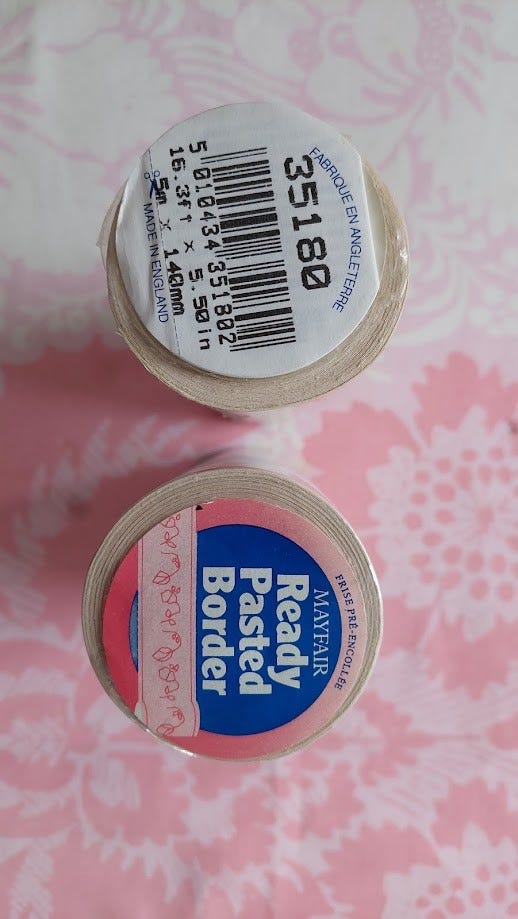 FABRIQUE EN ANGLETERRE
35180
5 010434 351802
16.3ft x 5.50in
5m x 140mm
MADE IN ENGLAND
FRISE PRÉ-ENCOLLÉE
MAYFAIR
Ready
Pasted
Border